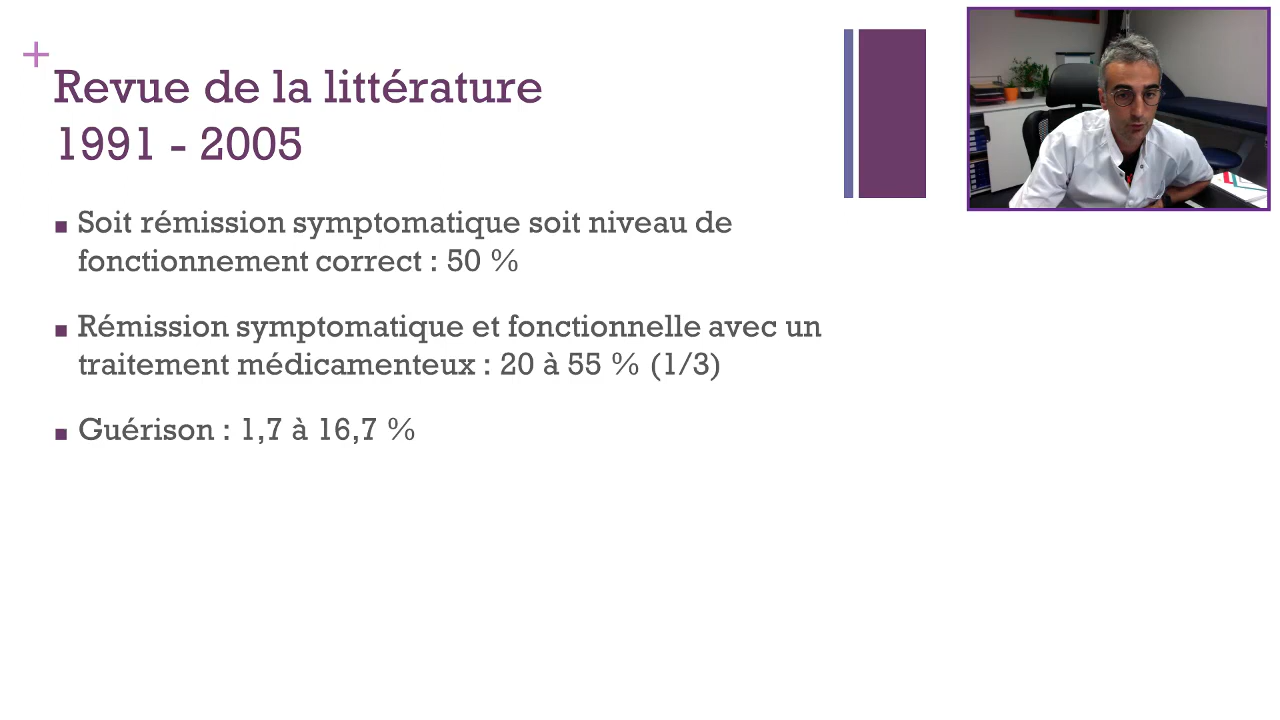 Revue de la littérature
1991 - 2005
Soit rémission symptomatique soit niveau de
fonctionnement correct : 50 %
Rémission symptomatique et fonctionnelle avec un
traitement médicamenteux : 20 à 55 % (1/3)
Guérison : 1,7 à 16,7 %